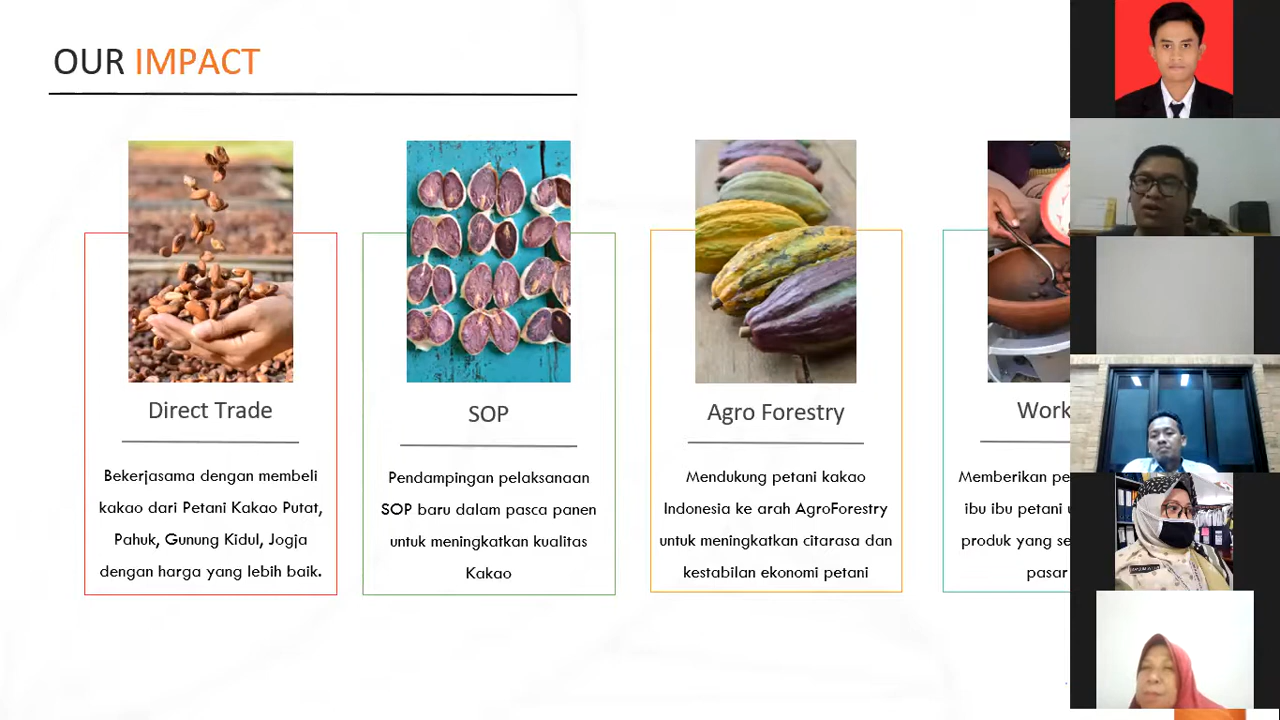 OUR IMPACT
Direct Trade
Bekerjasama dengan membeli
kakao dari Petani Kakao Putat,
Pahuk, Gunung Kidul, Jogja
dengan harga yang lebih baik.
SOP
Pendampingan pelaksanaan
SOP baru dalam pasca panen
untuk meningkatkan kualitas
Kakao
Agro Forestry
Mendukung petani kakao
Indonesia ke arah AgroForestry
untuk meningkatkan citarasa dan
kestabilan ekonomi petani
Work
Memberikan pe
ibu ibu petani u
produk yang se
pasar